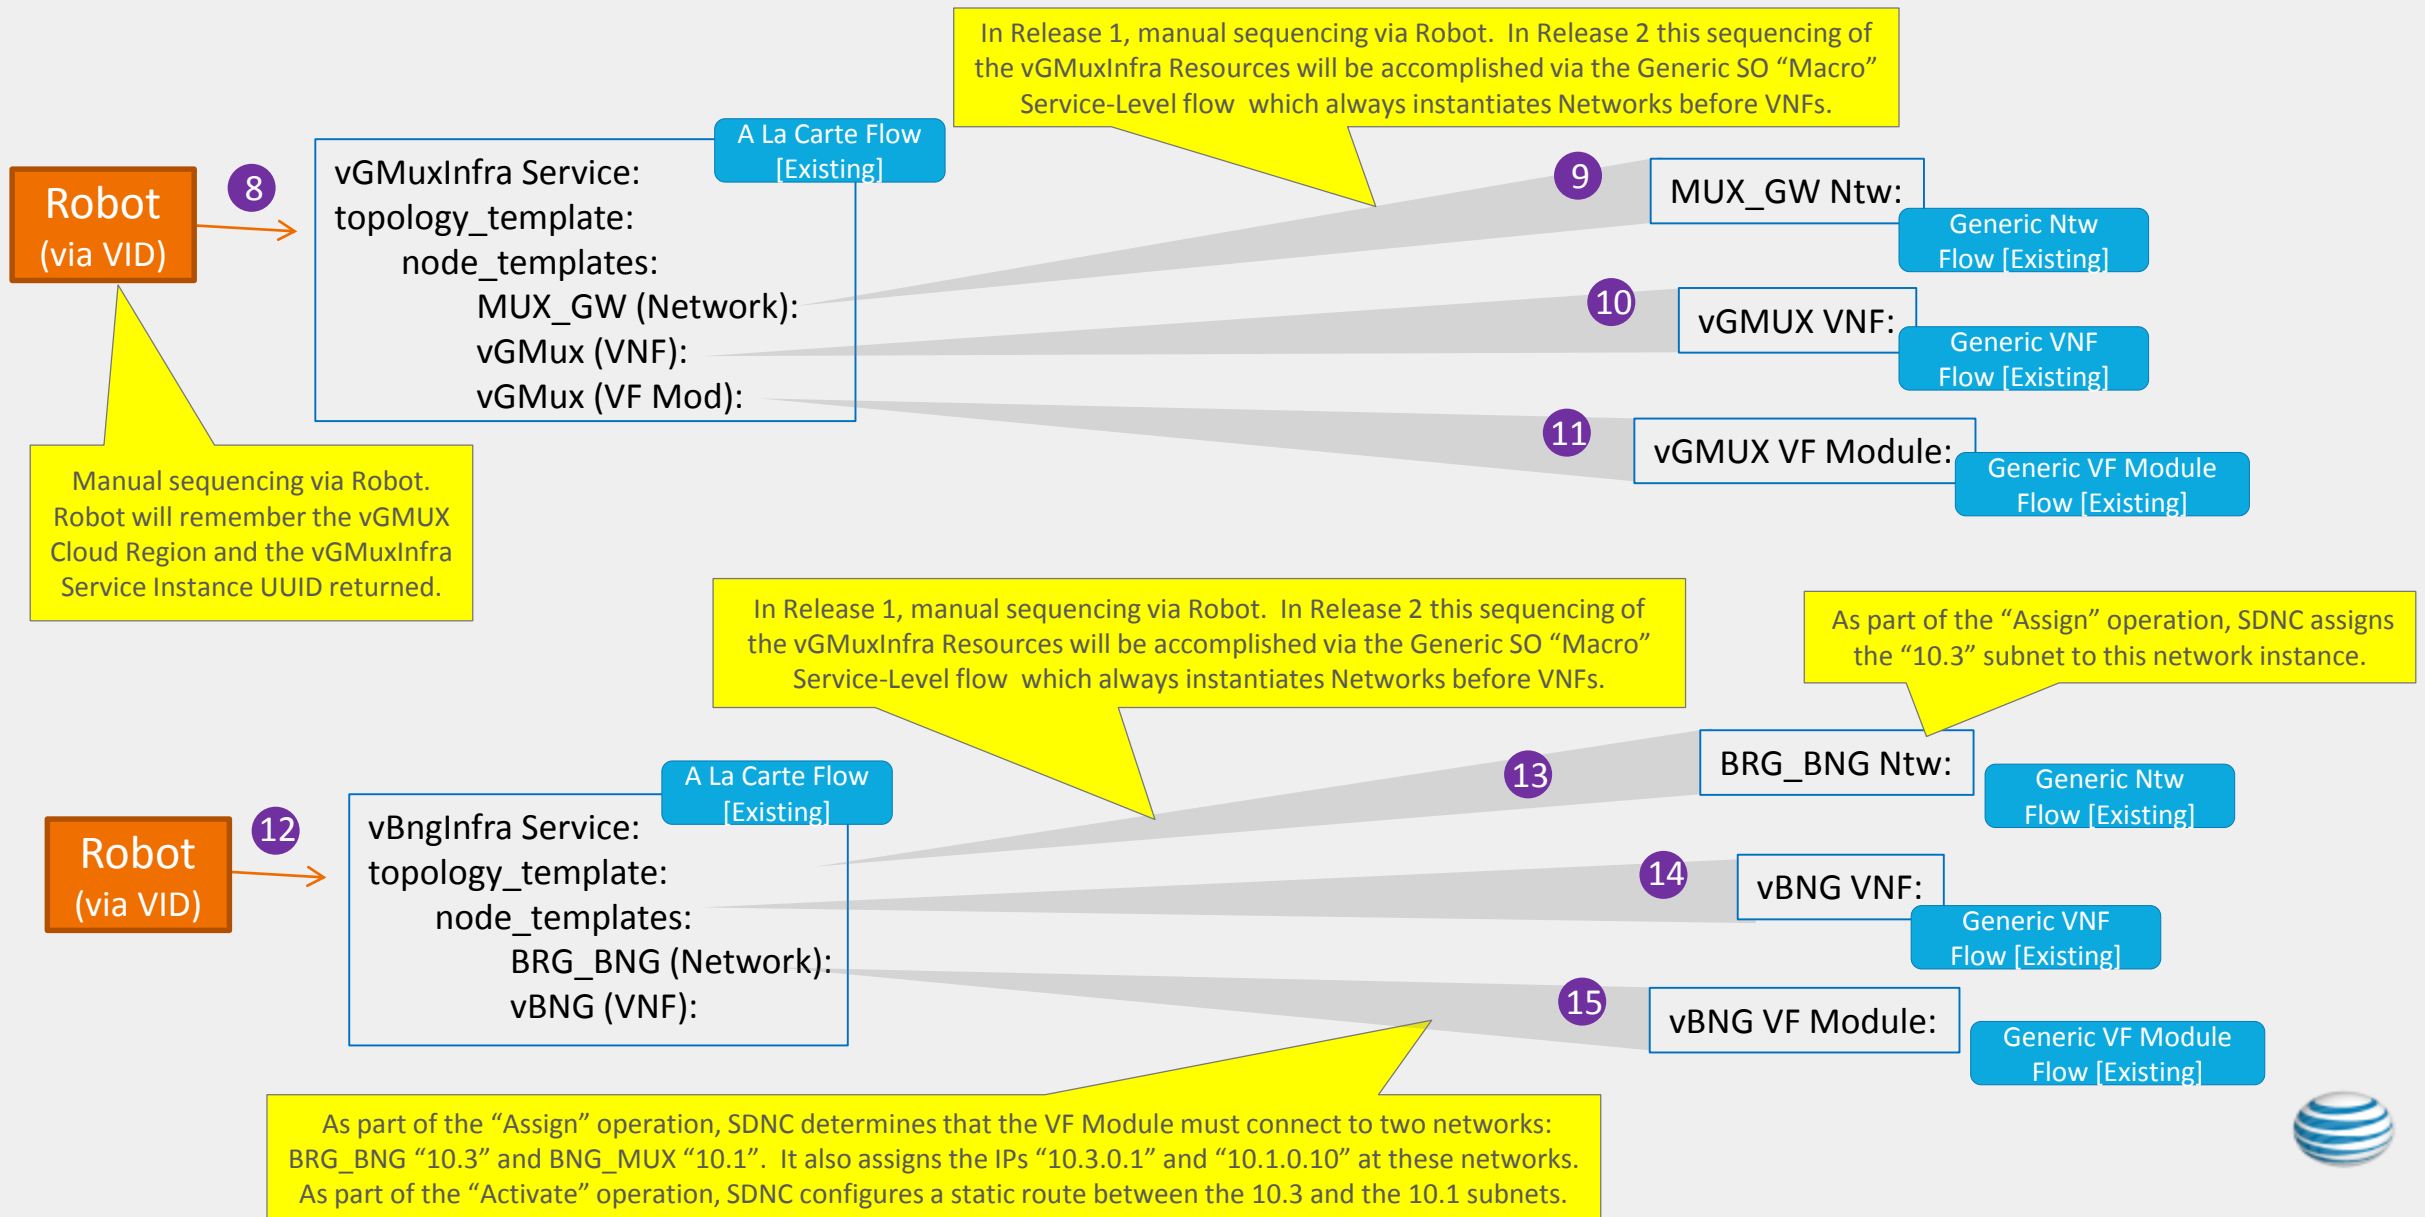 In Release 1, manual sequencing via Robot.  In Release 2 this sequencing of
the vGMuxInfra Resources will be accomplished via the Generic SO “Macro”
Service-Level flow  which always instantiates Networks before VNFs.
A La Carte Flow
[Existing]
Robot
(via VID)
8
vGMuxInfra Service:
topology_template:
node_templates:
MUX_GW (Network):
vGMux (VNF):
vGMux (VF Mod):
9
MUX_GW Ntw:
Generic Ntw
Flow [Existing]
10
vGMUX VNF:
Generic VNF
Flow [Existing]
11
vGMUX VF Module:
Generic VF Module
Flow [Existing]
Manual sequencing via Robot.
Robot will remember the vGMUX
Cloud Region and the vGMuxInfra
Service Instance UUID returned.
In Release 1, manual sequencing via Robot.  In Release 2 this sequencing of
the vGMuxInfra Resources will be accomplished via the Generic SO “Macro”
Service-Level flow  which always instantiates Networks before VNFs.
As part of the “Assign” operation, SDNC assigns
the “10.3” subnet to this network instance.
A La Carte Flow
[Existing]
Robot
(via VID)
12
vBngInfra Service:
topology_template:
node_templates:
BRG_BNG (Network):
vBNG (VNF):
13
BRG_BNG Ntw:
Generic Ntw
Flow [Existing]
14
vBNG VNF:
Generic VNF
Flow [Existing]
15
vBNG VF Module:
Generic VF Module
Flow [Existing]
As part of the “Assign” operation, SDNC determines that the VF Module must connect to two networks:
BRG_BNG “10.3” and BNG_MUX “10.1”.  It also assigns the IPs “10.3.0.1” and “10.1.0.10” at these networks.
As part of the “Activate” operation, SDNC configures a static route between the 10.3 and the 10.1 subnets.